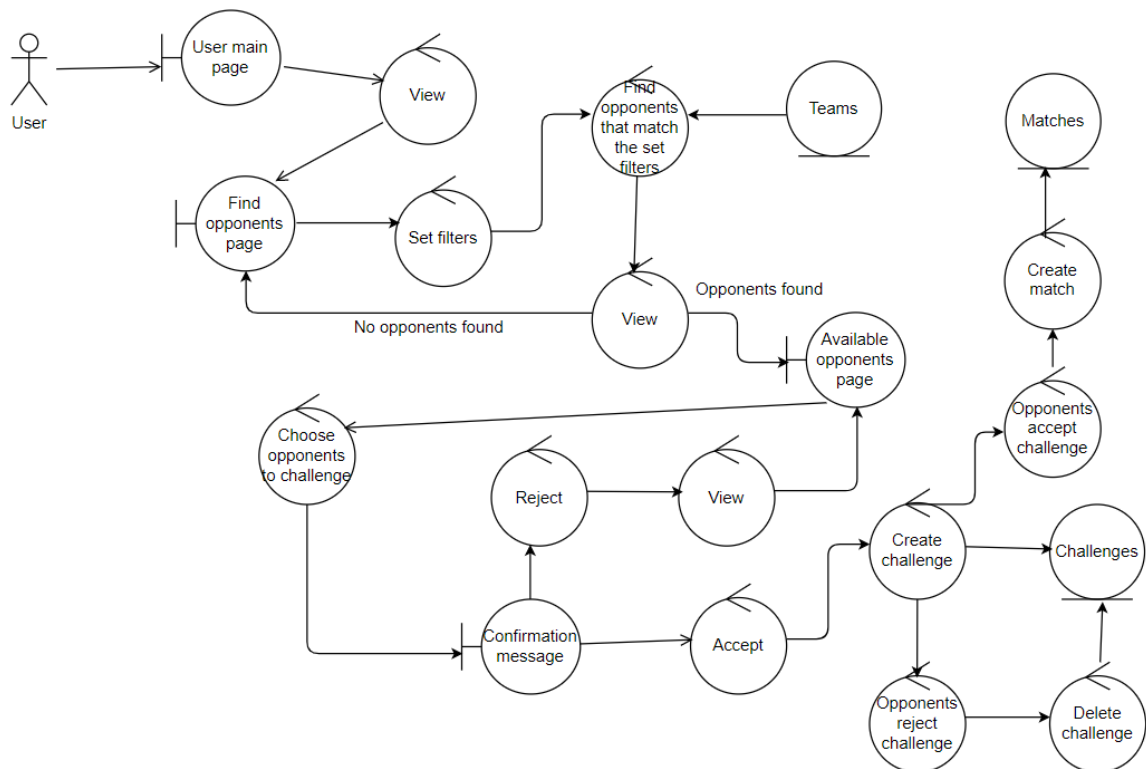 User main
page
User
View
Find
opponents
that match
the set
filters
Teams
Matches
Find
opponents
page
Set filters
Create
match
Opponents found
No opponents found
View
Available
opponents
page
Opponents
accept
challenge
Choose
opponents
to challenge
Reject
View
Create
challenge
Challenges
Confirmation
message
Accept
Opponents
reject
challenge
Delete
challenge